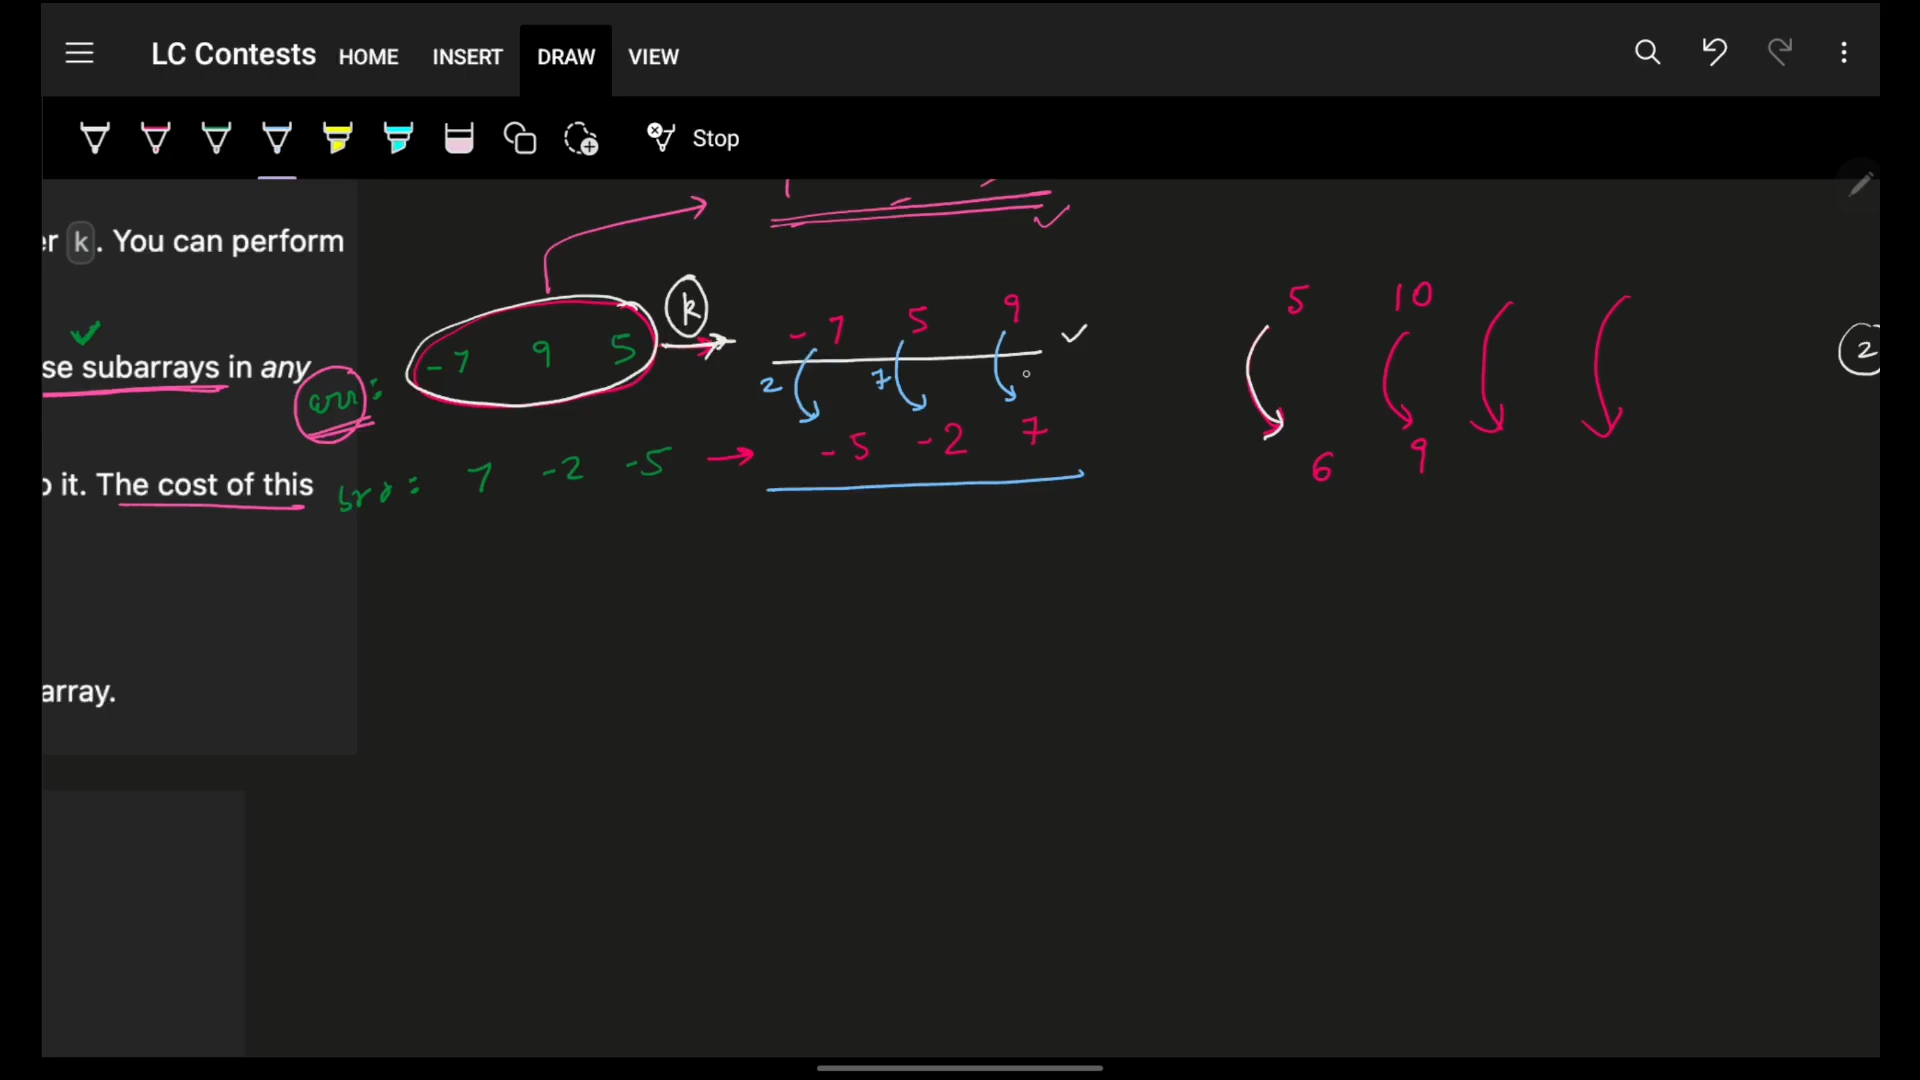 LC Contests HOME INSERT DRAW VIEW
Stop
er k. You can perform
k
5 10
-7 5 9
-7 9 5
2
se subarrays in any
arr:
2 7
-5 -2 7
6 9
7 -2 -5
o it. The cost of this
array.